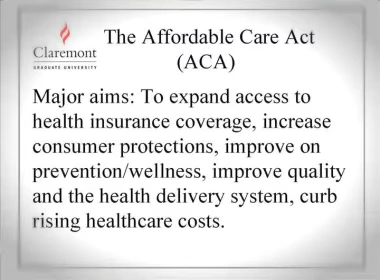 Claremont
GRADUATE UNIVERSITY
The Affordable Care Act
(ACA)
Major aims: To expand access to
health insurance coverage, increase
consumer protections, improve on
prevention/wellness, improve quality
and the health delivery system, curb
rising healthcare costs.